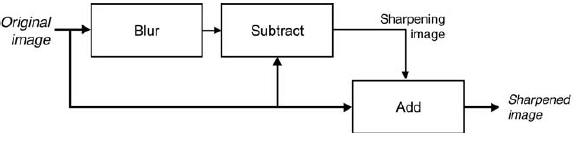 Original
image
Blur
Subtract
Sharpening
image
Add
Sharpened
image